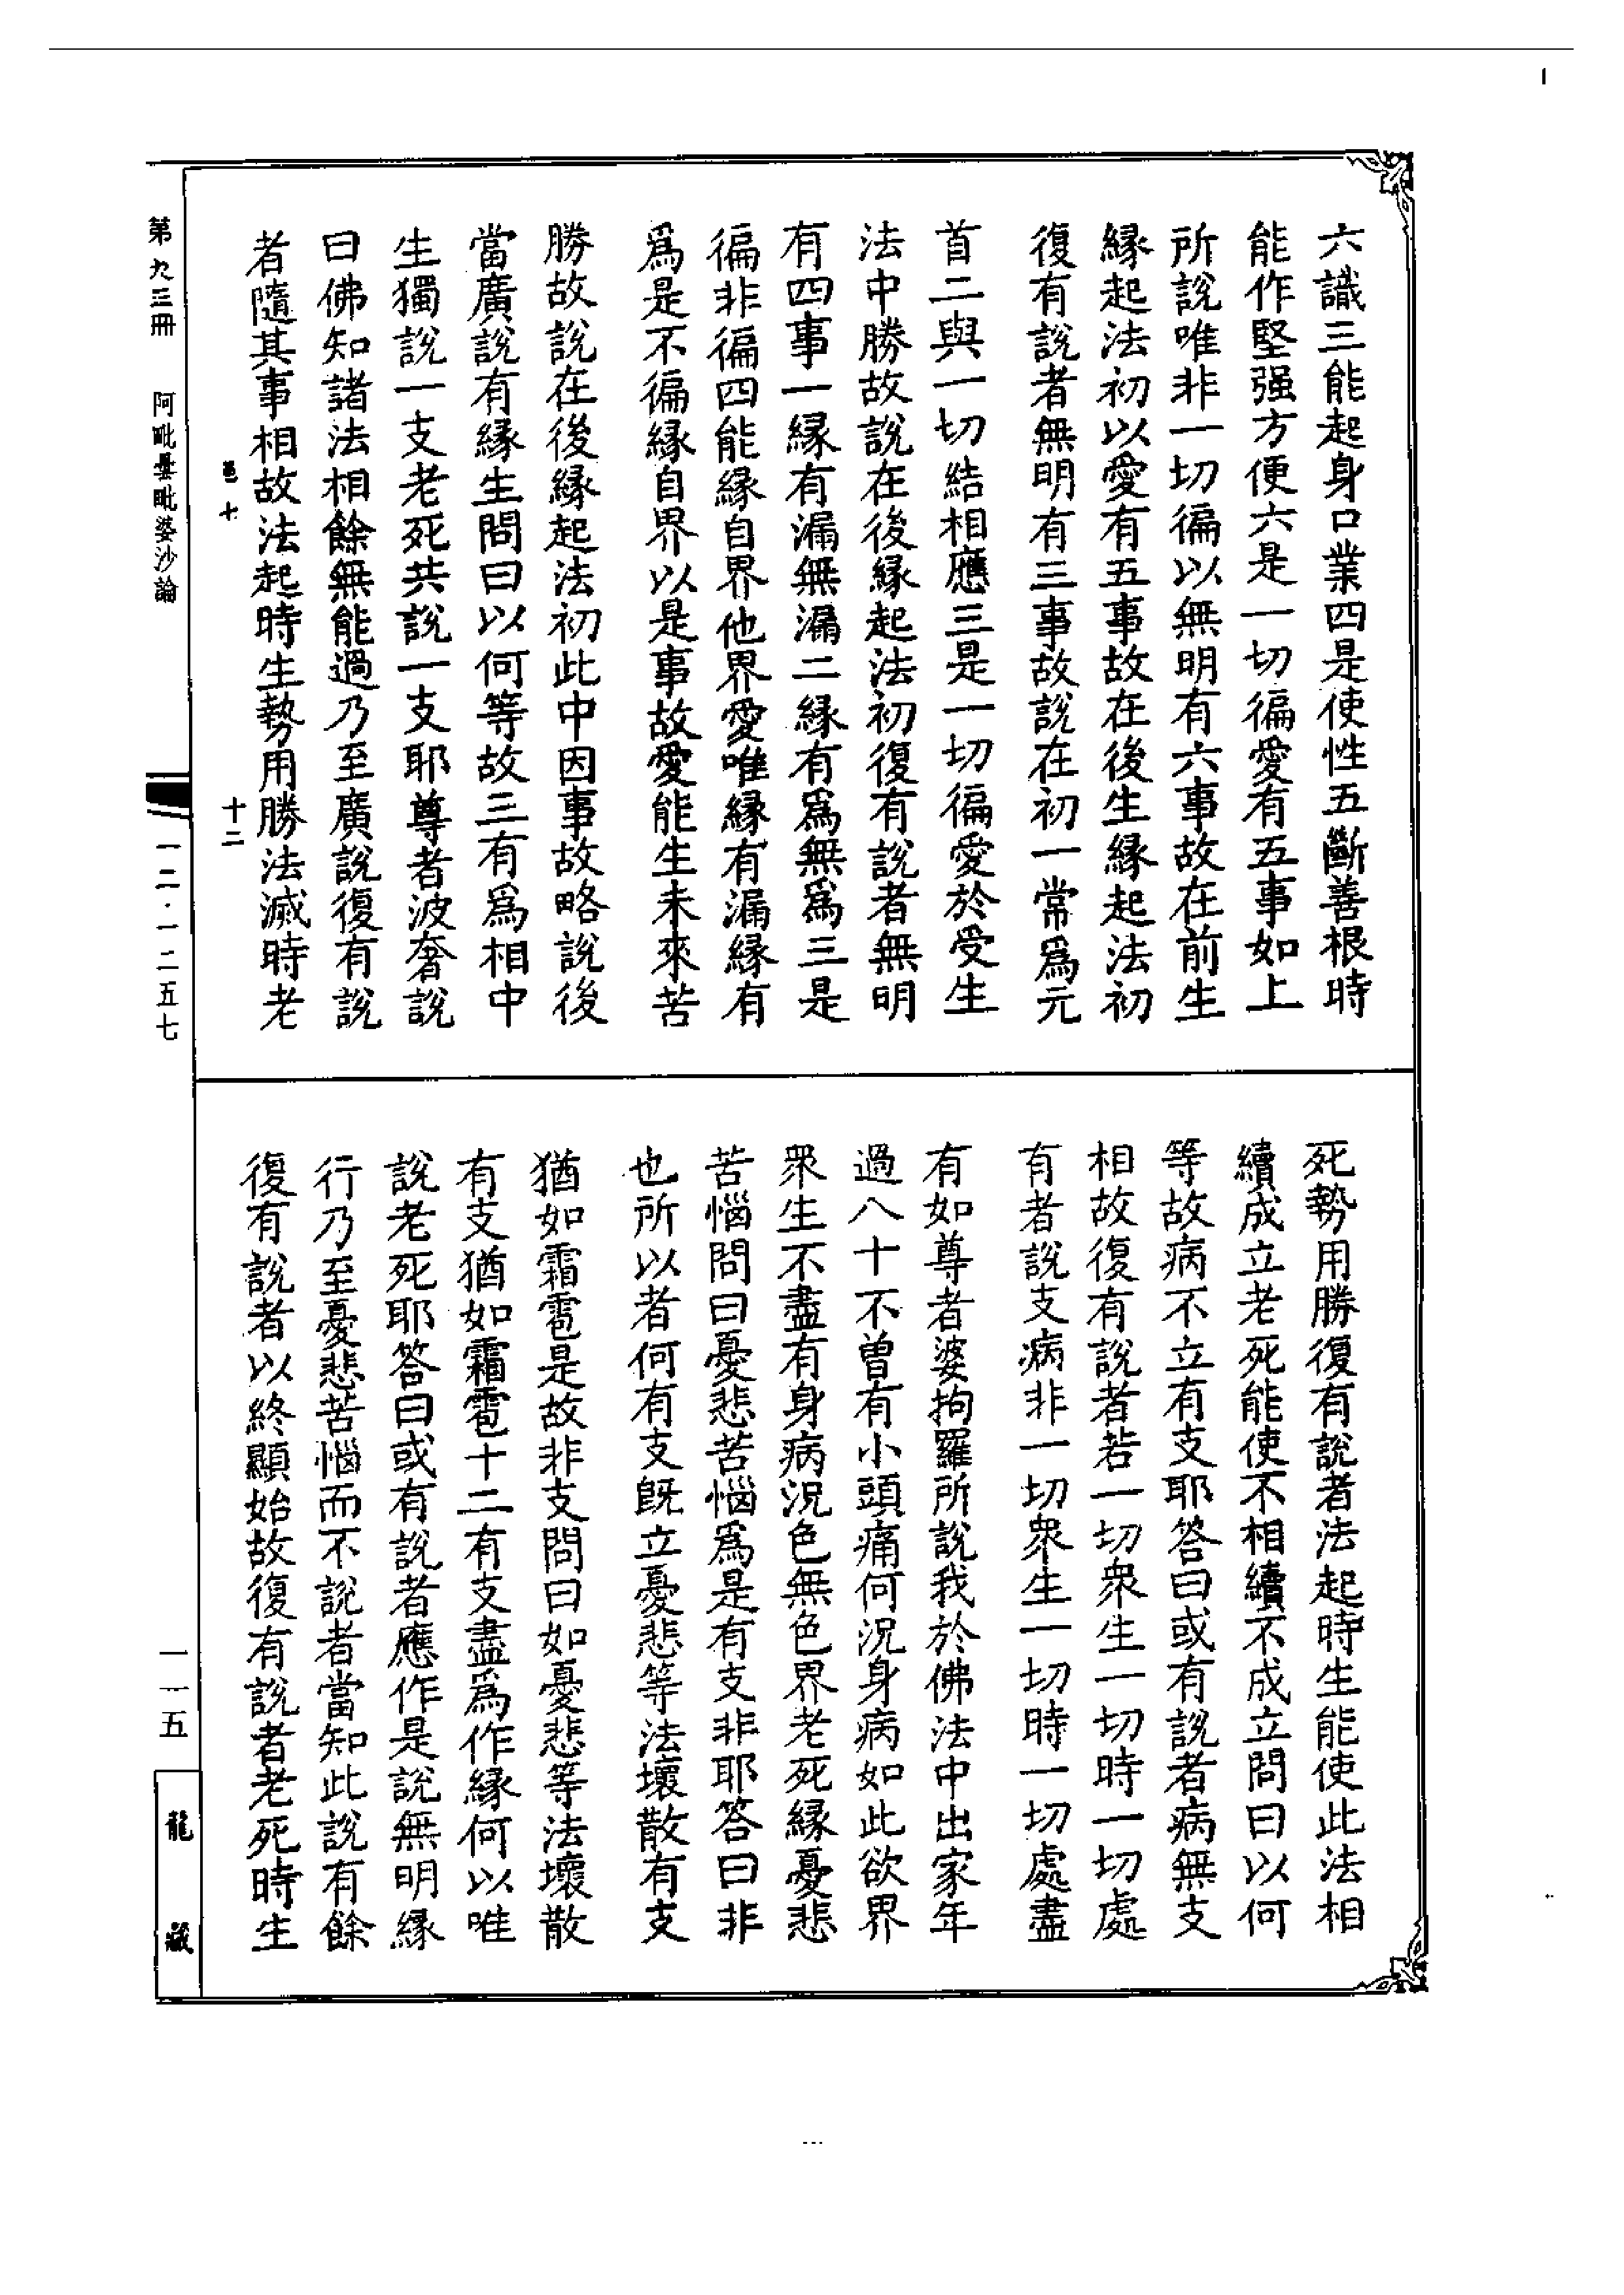 六識三能起身口業四是使性五斷善根時
能作堅强方便六是一切徧愛有五事如上
所說唯非一切徧以無明有六事故在前生
緣起法初以愛有五事故在後生緣起法初
復有說者無明有三事故說在初一常爲元
首二與一切結相應三是一切徧愛於受生
法中勝故說在後緣起法初復有說者無明
有四事一緣有漏無漏二緣有爲無爲三是
徧非徧四能緣自界他界愛唯緣有漏緣有
爲是不徧緣自界以是事故愛能生未來苦
勝故說在後緣起法初此中因事故略說後
當廣說有緣生問曰以何等故三有爲相中
生獨說一支老死共說一支耶尊者波奢說
曰佛知諸法相餘無能過乃至廣說復有說
者隨其事相故法起時生勢用勝法滅時老
死勢用勝復有說者法起時生能使此法相
續成立老死能使不相續不成立問曰以何
等故病不立有支耶答曰或有說者病無支
相故復有說者若一切衆生一切時一切處
有者說支病非一切衆生一切時一切處盡
有如尊者婆拘羅所說我於佛法中出家年
過八十不曾有小頭痛何況身病如此欲界
衆生不盡有身病況色無色界老死緣憂悲
苦惱問曰憂悲苦惱爲是有支非耶答曰非
也所以者何有支旣立憂悲等法壞散有支
猶如霜雹是故非支問曰如憂悲等法壞散
有支猶如霜雹十二有支盡爲作緣何以唯
說老死耶答曰或有說者應作是說無明緣
行乃至憂悲苦惱而不說者當知此說有餘
復有說者以終顯始故復有說者老死時生
第九三冊 阿毗曇毗婆沙論
邑十 十二
一二·一二五七
一一五
龍藏